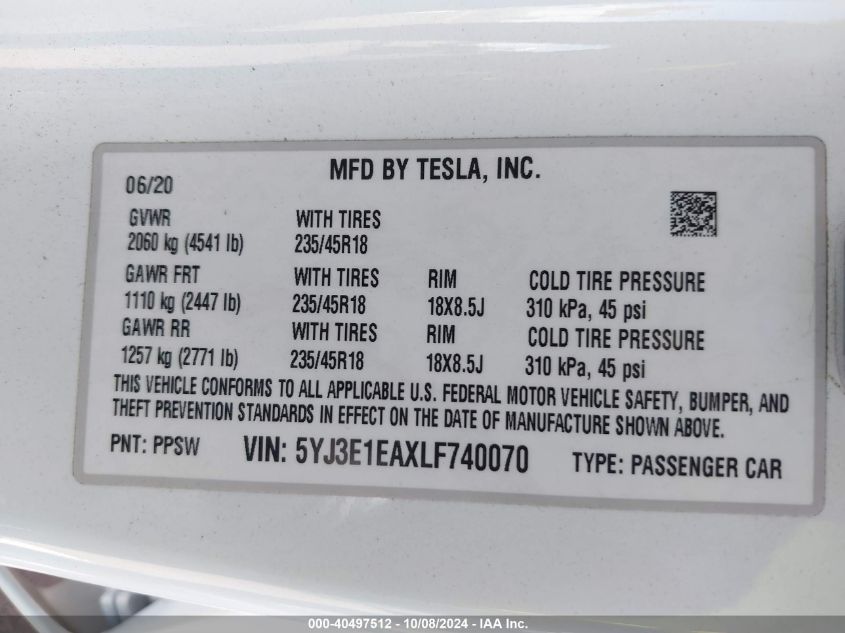 MFD BY TESLA, INC.
06/20
GVWR WITH TIRES
2060 kg (4541 lb) 235/45R18
GAWR FRT WITH TIRES RIM COLD TIRE PRESSURE
1110 kg (2447 lb) 235/45R18 18X8.5J 310 kPa, 45 psi
GAWR RR WITH TIRES RIM COLD TIRE PRESSURE
1257 kg (2771 lb) 235/45R18 18X8.5J 310 kPa, 45 psi
THIS VEHICLE CONFORMS TO ALL APPLICABLE U.S. FEDERAL MOTOR VEHICLE SAFETY, BUMPER, AND
THEFT PREVENTION STANDARDS IN EFFECT ON THE DATE OF MANUFACTURE SHOWN ABOVE.
PNT: PPSW VIN: 5YJ3E1EAXLF740070 TYPE: PASSENGER CAR
000-40497512 - 10/08/2024 - IAA Inc.